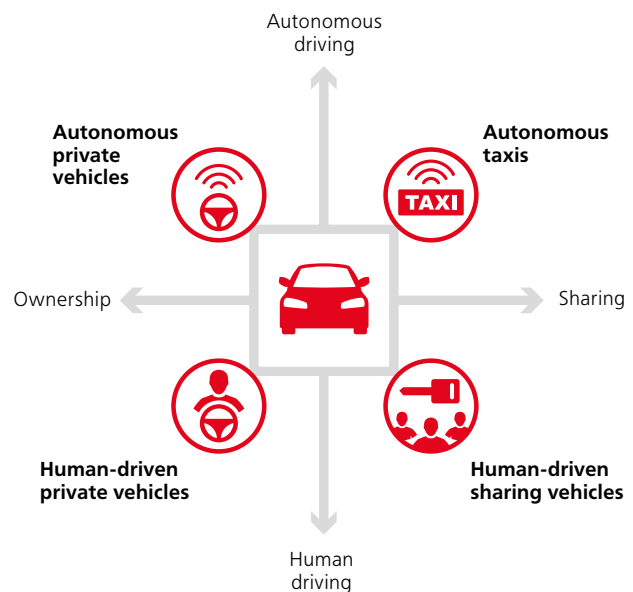 Autonomous
driving
Autonomous
private
vehicles
Autonomous
taxis
TAXI
Ownership
Sharing
Human-driven
private vehicles
Human-driven
sharing vehicles
Human
driving